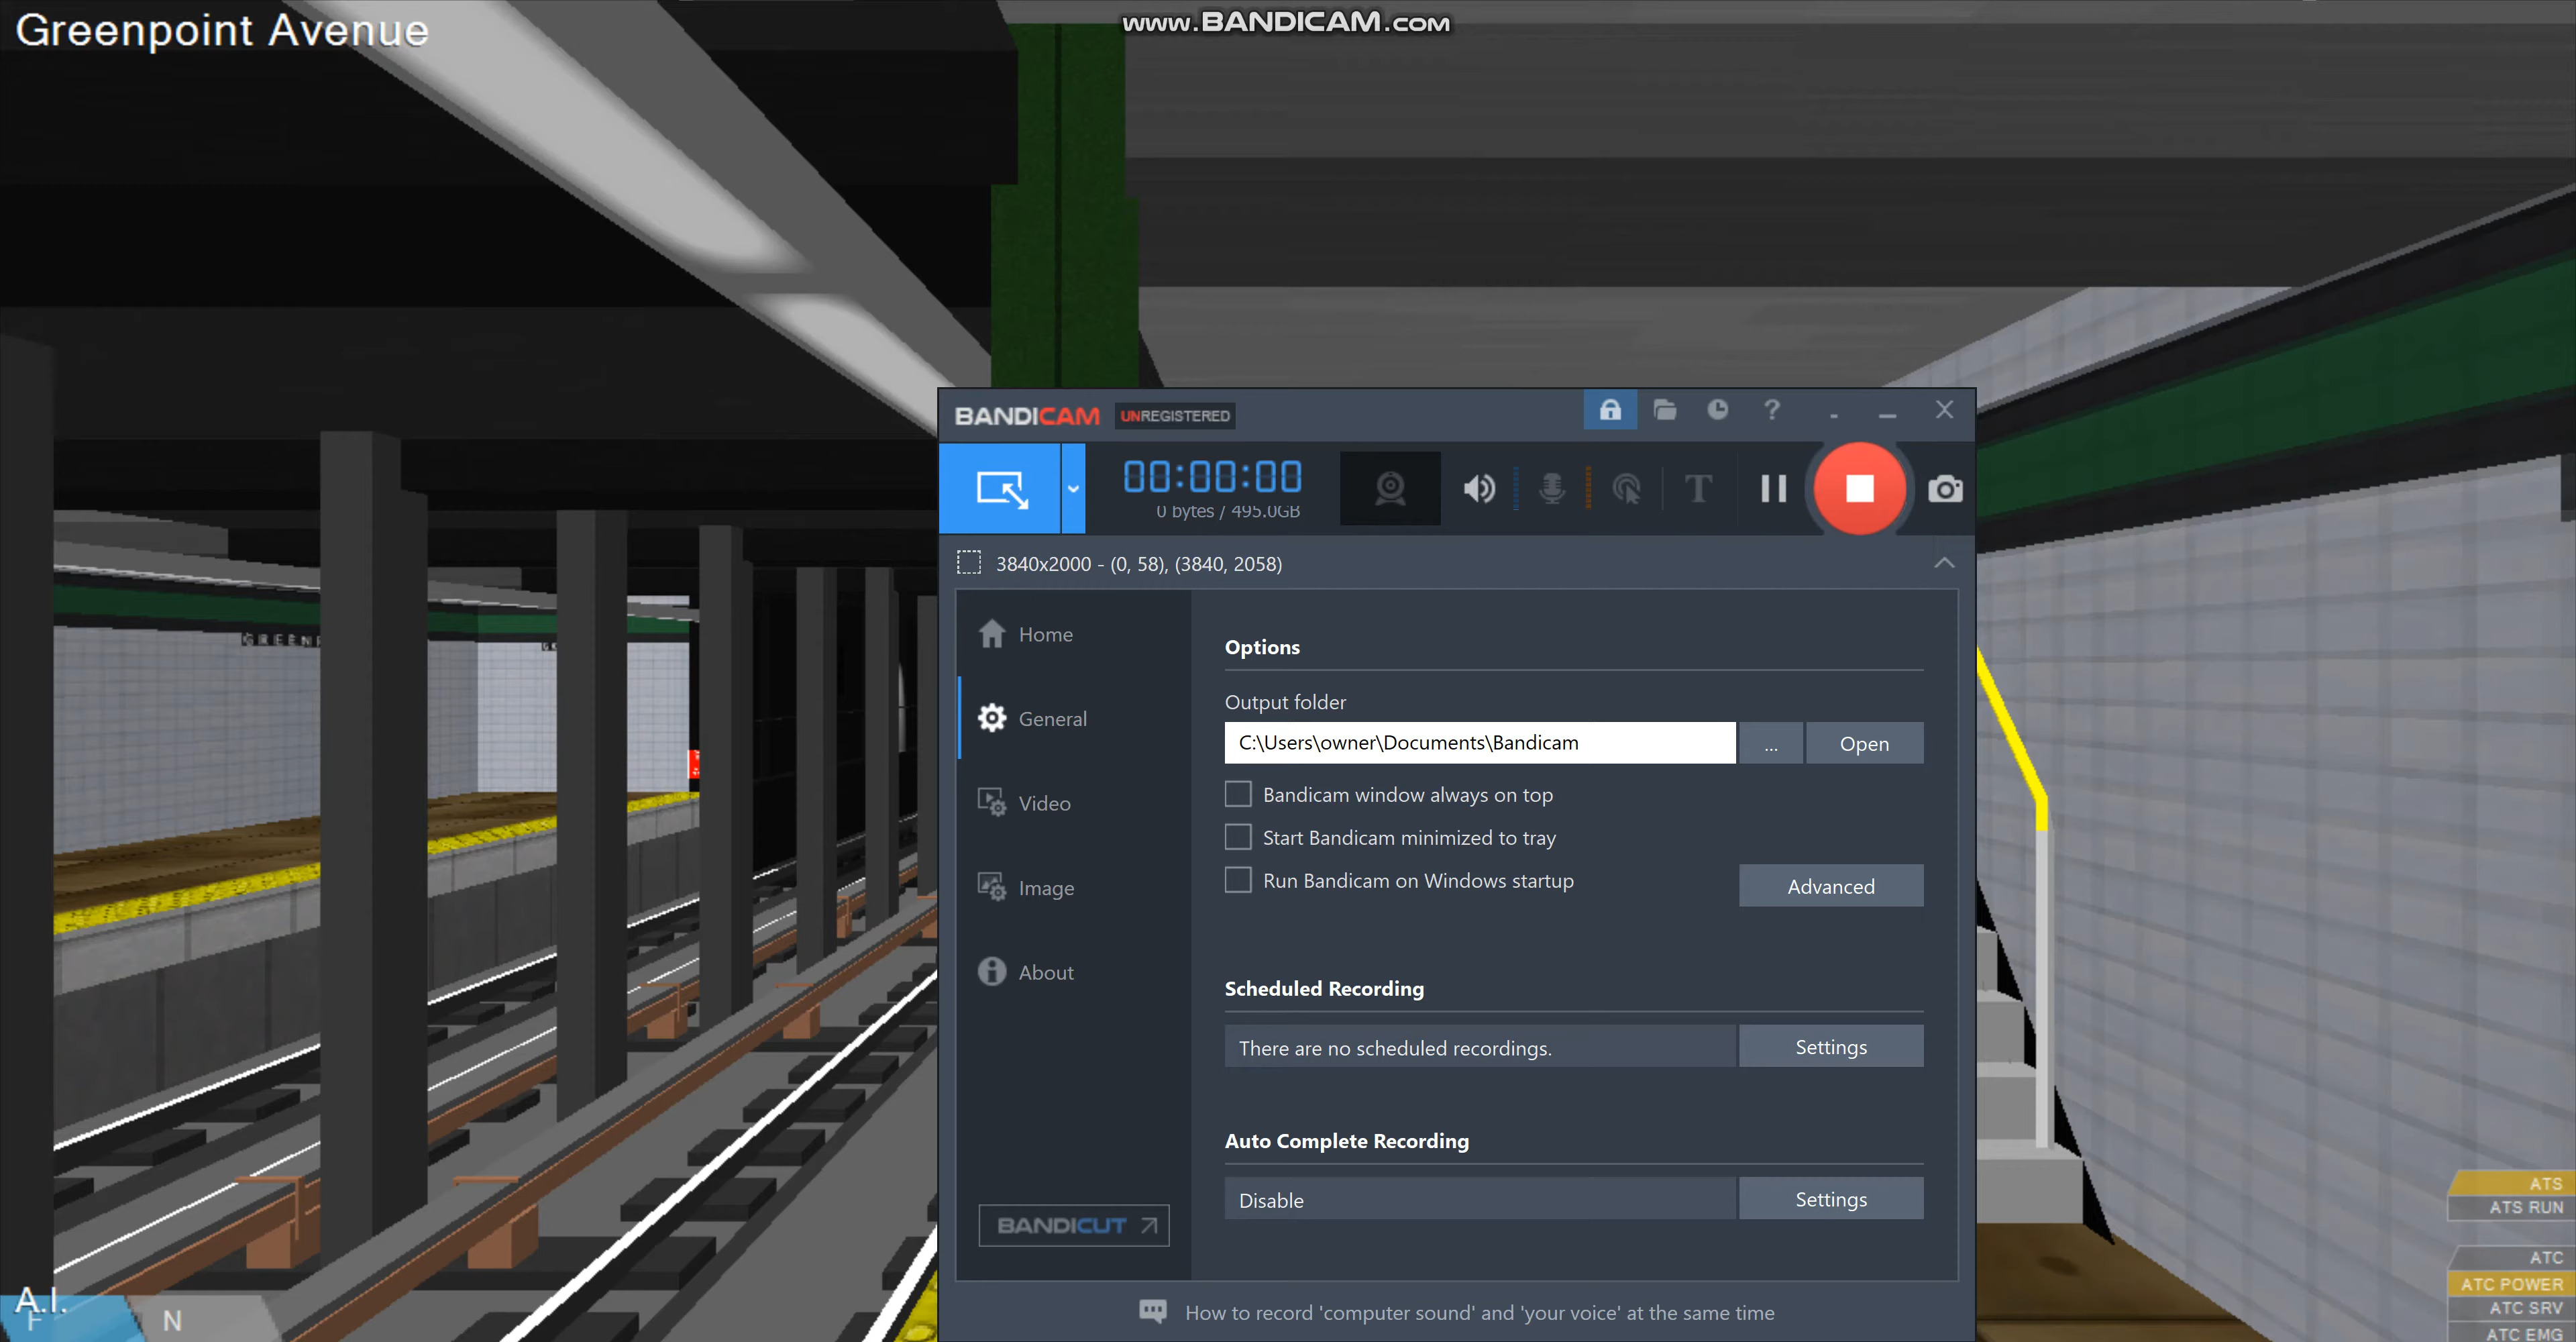 Greenpoint Avenue
www.BANDICAM.COM
BANDICAM UNREGISTERED
?
00:00:00
0 bytes / 495.0GB
T
3840x2000 - (0, 58), (3840, 2058)
Home
General
Video
Image
About
BANDICUT
Options
Output folder
C:\Users\owner\Documents\Bandicam
...
Open
Bandicam window always on top
Start Bandicam minimized to tray
Run Bandicam on Windows startup
Advanced
Scheduled Recording
There are no scheduled recordings.
Settings
Auto Complete Recording
Disable
Settings
How to record 'computer sound' and 'your voice' at the same time
A.I.
F
N
ATS
ATS RUN
ATC
ATC POWER
ATC SRV
ATC EMG